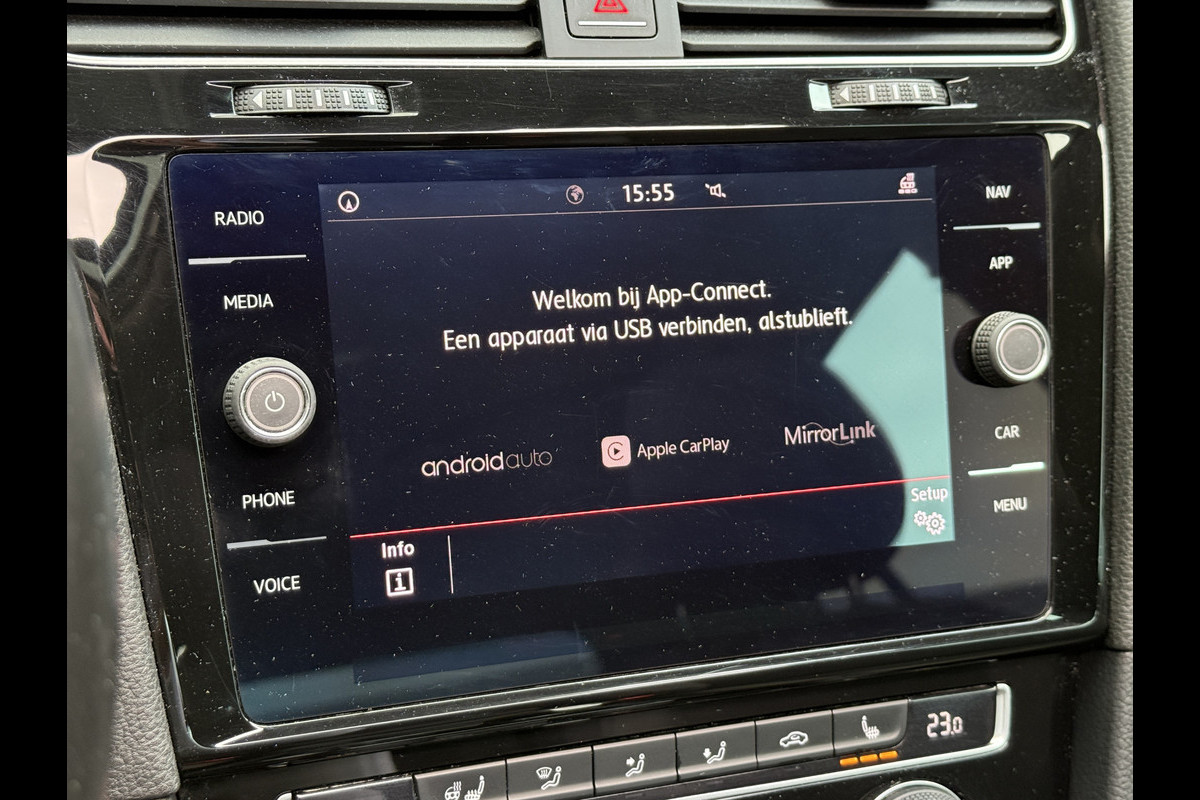 RADIO
MEDIA
PHONE
VOICE
15:55
Welkom bij App-Connect.
Een apparaat via USB verbinden, alstublieft.
androidauto
Apple CarPlay
MirrorLink
Setup
Info
i
NAV
APP
CAR
MENU
23.0